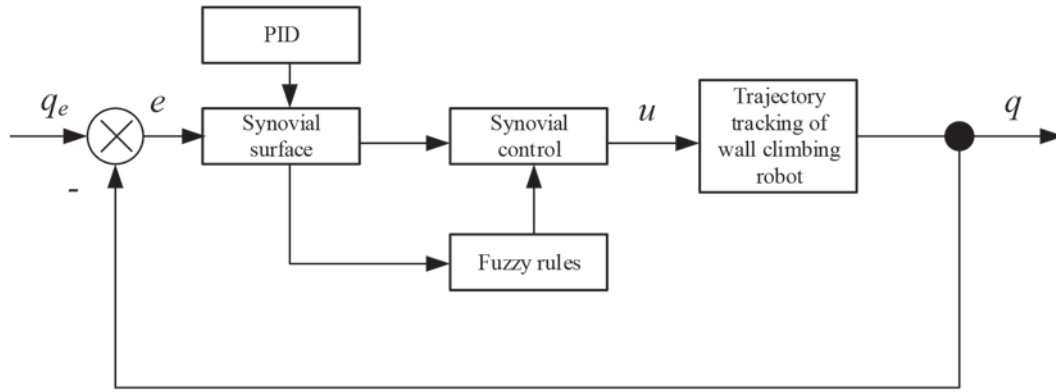 PID
q_e
e
Synovial
surface
Synovial
control
u
Trajectory
tracking of
wall climbing
robot
q
-
Fuzzy rules